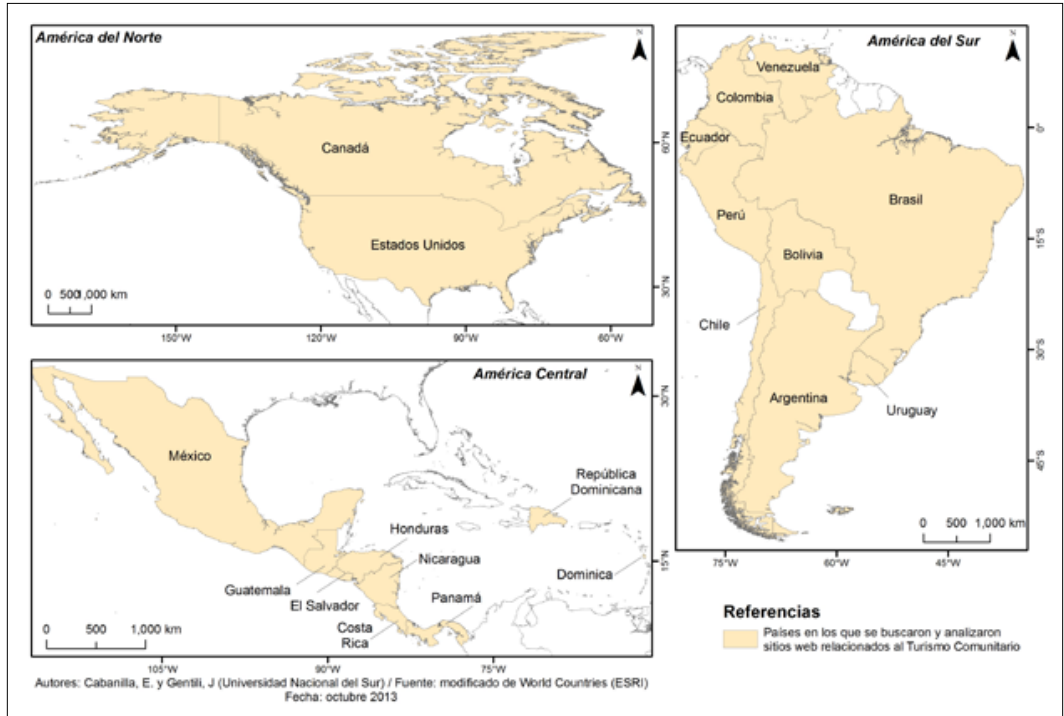 América del Norte
N
Canadá
Estados Unidos
0 500 1,000 km
60°N
30°N
150°W
120°W
90°W
60°W
América Central
N
México
República
Dominicana
Honduras
Nicaragua
Guatemala
El Salvador
Panamá
Costa
Rica
Dominica
0 500 1,000 km
30°N
15°N
105°W
90°W
75°W
América del Sur
N
Venezuela
Colombia
Ecuador
Perú
Brasil
Bolivia
Chile
Argentina
Uruguay
0 500 1,000 km
0°
15°S
30°S
45°S
75°W
60°W
45°W
Referencias
Países en los que se buscaron y analizaron
sitios web relacionados al Turismo Comunitario
Autores: Cabanilla, E. y Gentili, J (Universidad Nacional del Sur) / Fuente: modificado de World Countries (ESRI)
Fecha: octubre 2013